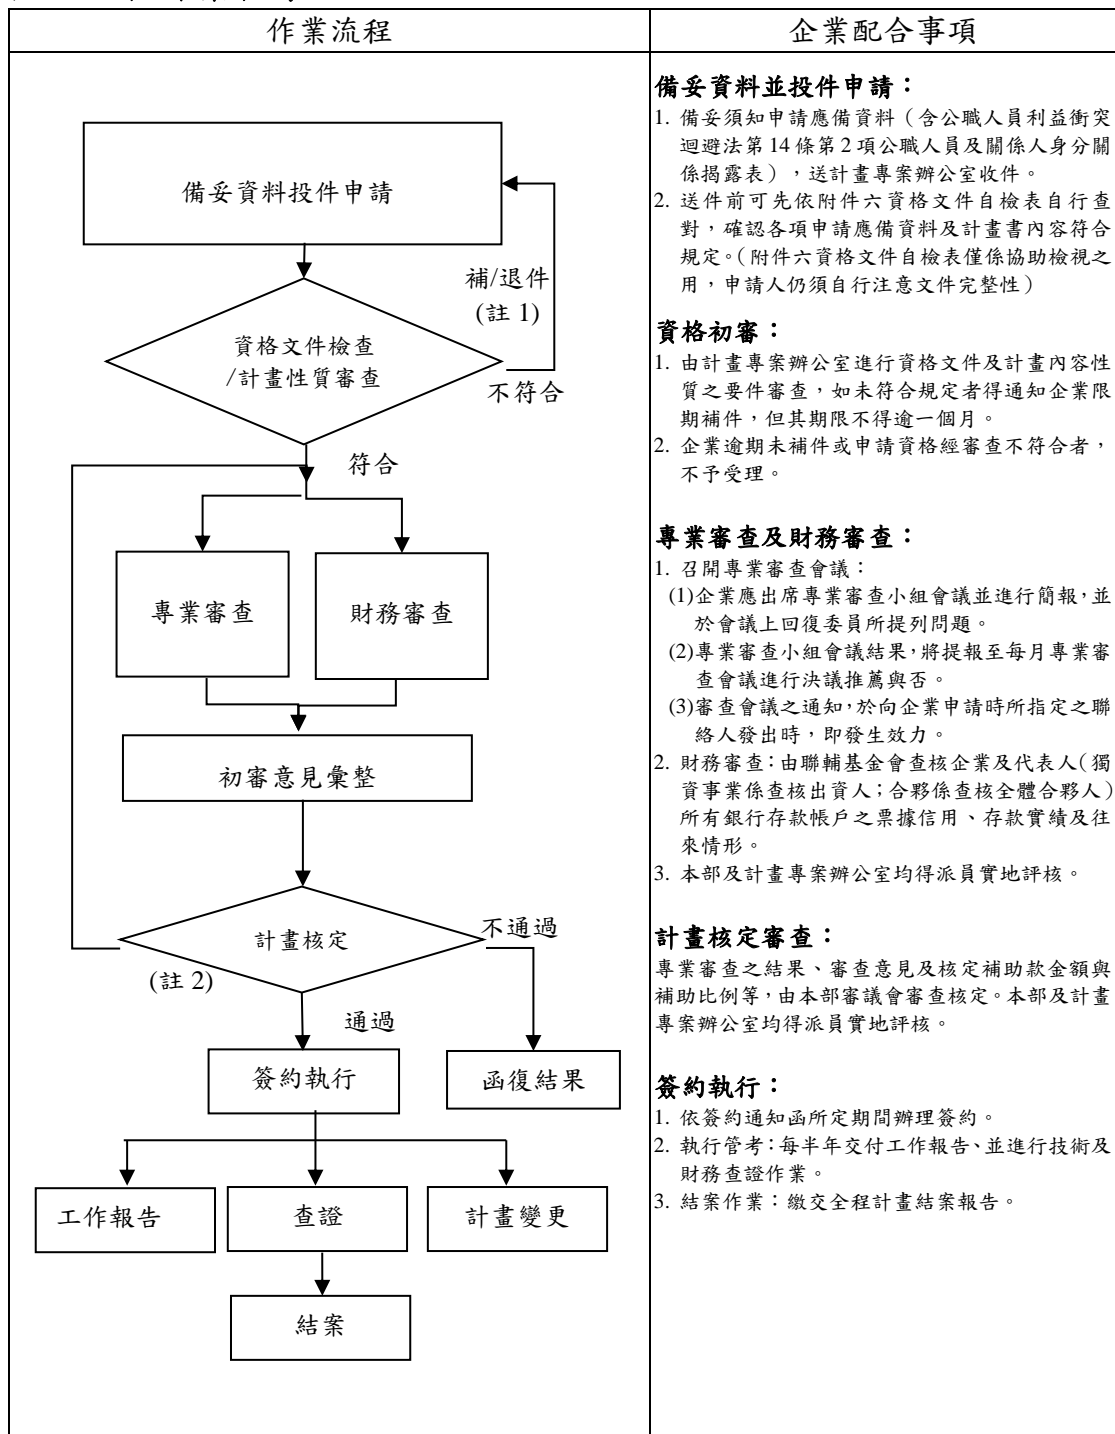 作業流程
企業配合事項
備妥資料投件申請
補/退件
(註 1)
資格文件檢查
/計畫性質審查
不符合
符合
專業審查
財務審查
初審意見彙整
計畫核定
不通過
(註 2)
通過
簽約執行
函復結果
工作報告
查證
計畫變更
結案
備妥資料並投件申請：
1. 備妥須知申請應備資料（含公職人員利益衝突
迴避法第 14 條第 2 項公職人員及關係人身分關
係揭露表），送計畫專案辦公室收件。
2. 送件前可先依附件六資格文件自檢表自行查
對，確認各項申請應備資料及計畫書內容符合
規定。（附件六資格文件自檢表僅係協助檢視之
用，申請人仍須自行注意文件完整性）
資格初審：
1. 由計畫專案辦公室進行資格文件及計畫內容性
質之要件審查，如未符合規定者得通知企業限
期補件，但其期限不得逾一個月。
2. 企業逾期未補件或申請資格經審查不符合者，
不予受理。
專業審查及財務審查：
1. 召開專業審查會議：
(1)企業應出席專業審查小組會議並進行簡報，並
於會議上回復委員所提列問題。
(2)專業審查小組會議結果，將提報至每月專業審
查會議進行決議推薦與否。
(3)審查會議之通知，於向企業申請時所指定之聯
絡人發出時，即發生效力。
2. 財務審查：由聯輔基金會查核企業及代表人（獨
資事業係查核出資人；合夥係查核全體合夥人）
所有銀行存款帳戶之票據信用、存款實績及往
來情形。
3. 本部及計畫專案辦公室均得派員實地評核。
計畫核定審查：
專業審查之結果、審查意見及核定補助款金額與
補助比例等，由本部審議會審查核定。本部及計畫
專案辦公室均得派員實地評核。
簽約執行：
1. 依簽約通知函所定期間辦理簽約。
2. 執行管考：每半年交付工作報告、並進行技術及
財務查證作業。
3. 結案作業：繳交全程計畫結案報告。